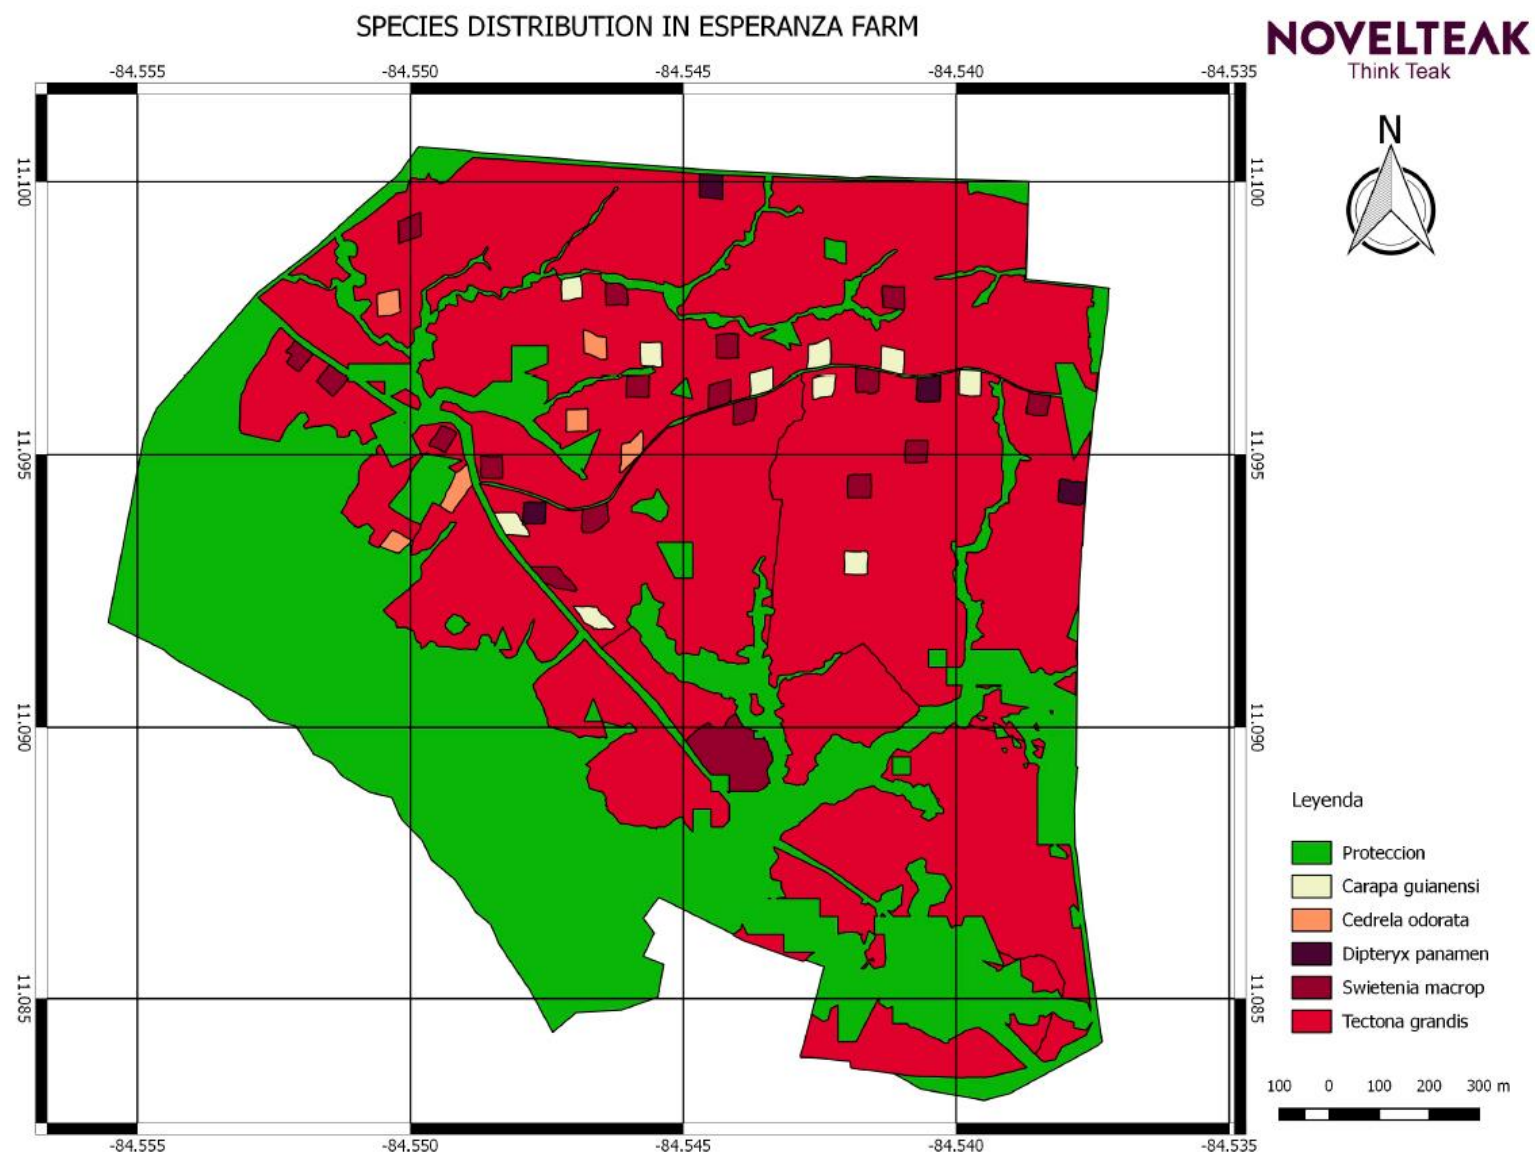 SPECIES DISTRIBUTION IN ESPERANZA FARM
NOVELTEAK
Think Teak
-84.555 -84.550 -84.545 -84.540 -84.535
N
11.100 11.100
11.095 11.095
11.090 11.090
11.085 11.085
Leyenda
Proteccion
Carapa guianensi
Cedrela odorata
Dipteryx panamen
Swietenia macrop
Tectona grandis
100 0 100 200 300 m
-84.555 -84.550 -84.545 -84.540 -84.535